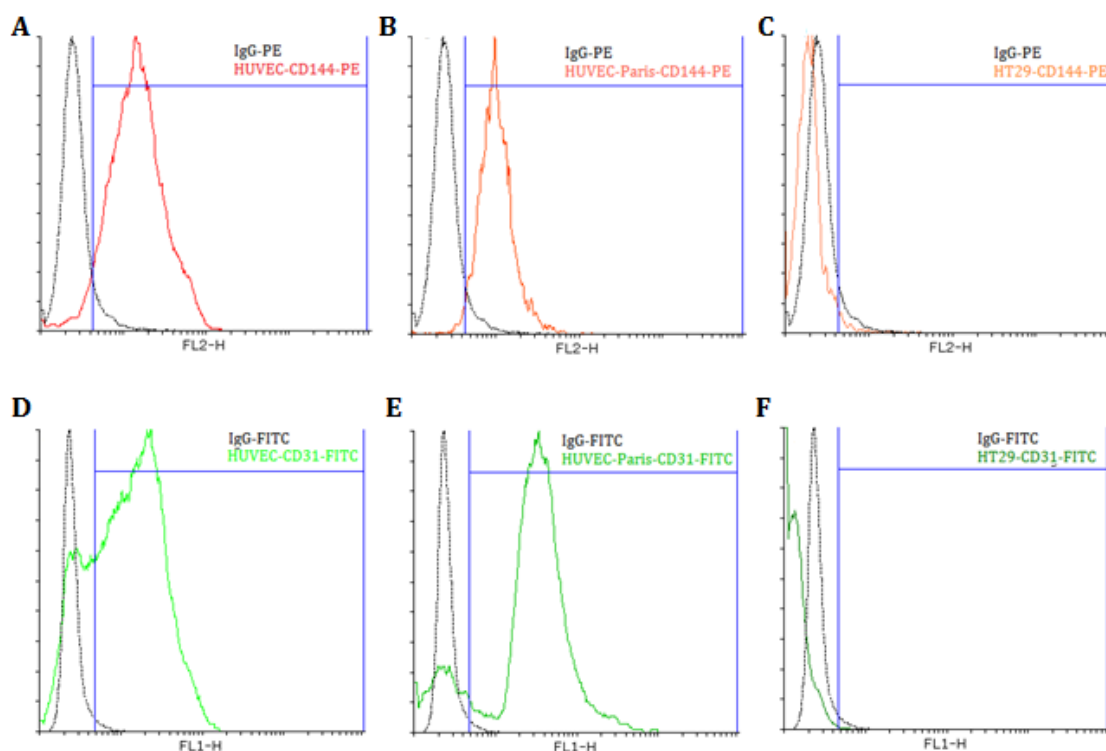 A
IgG-PE
HUVEC-CD144-PE
FL2-H
B
IgG-PE
HUVEC-Paris-CD144-PE
FL2-H
C
IgG-PE
HT29-CD144-PE
FL2-H
D
IgG-FITC
HUVEC-CD31-FITC
FL1-H
E
IgG-FITC
HUVEC-Paris-CD31-FITC
FL1-H
F
IgG-FITC
HT29-CD31-FITC
FL1-H